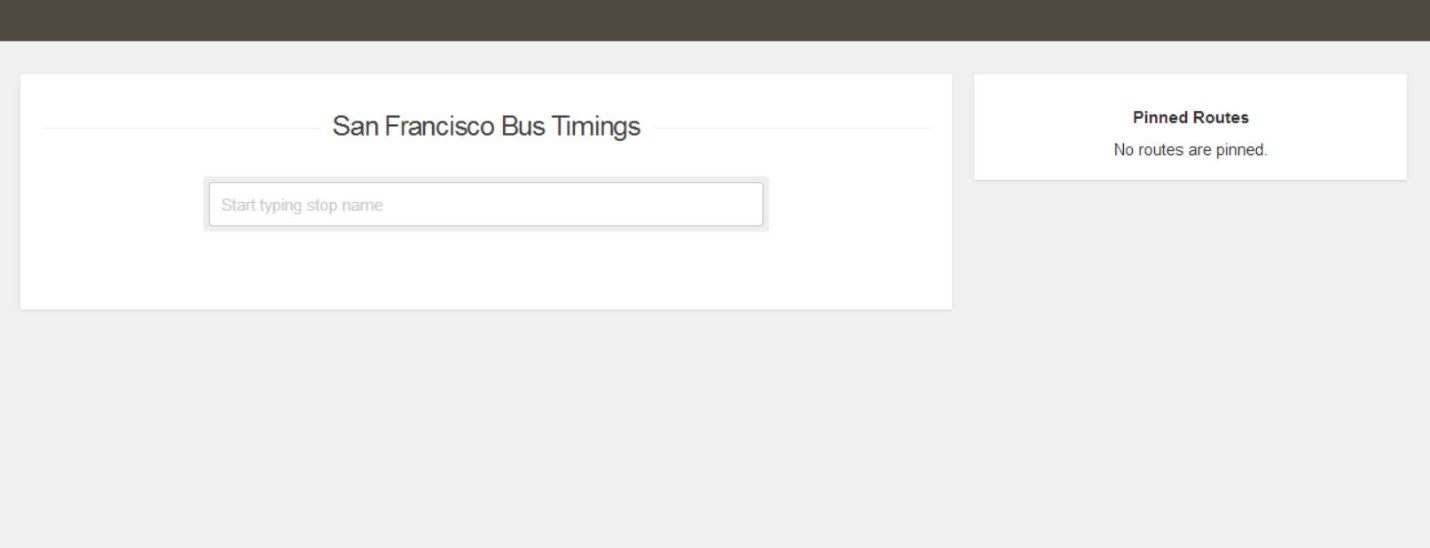 San Francisco Bus Timings
Start typing stop name
Pinned Routes
No routes are pinned.